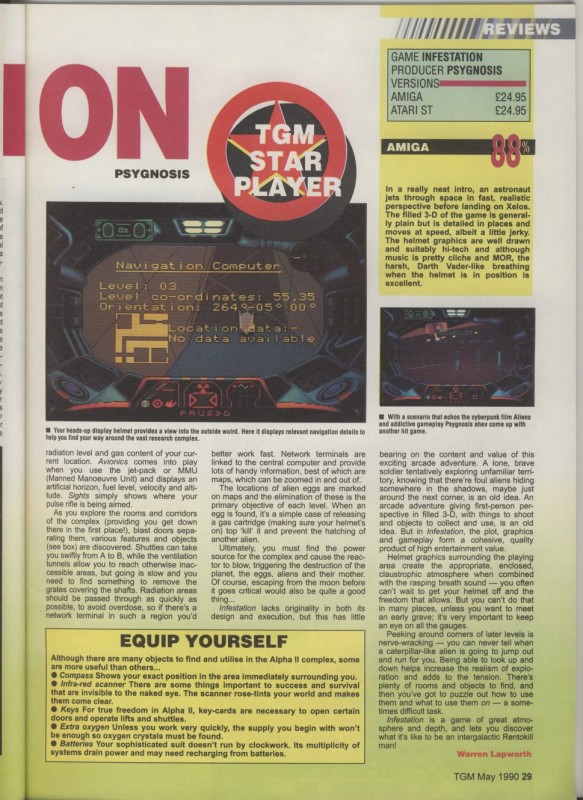 REVIEWS
ION
PSYGNOSIS
TGM
STAR
PLAYER
GAME INFESTATION
PRODUCER PSYGNOSIS
VERSIONS
AMIGA £24.95
ATARI ST £24.95
AMIGA 88%
In a really neat intro, an astronaut
jets through space in fast, realistic
perspective before landing on Xelos.
The filled 3-D of the game is general-
ly plain but is detailed in places and
moves at speed, albeit a little jerky.
The helmet graphics are well drawn
and suitably hi-tech and although
music is pretty cliche and MOR, the
harsh, Darth Vader-like breathing
when the helmet is in position is
excellent.
Navigation Computer
Level: 03
Level co-ordinates: 55,35
Orientation: 264°-05°00°
Location data:-
No data available
PAUSED
■ Your heads-up display helmet provides a view into the outside weird. Here it displays relevant navigation details to
help you find your way around the vast research complex.
■ With a scenario that echos the cyberpunk film Aliens
and addictive gameplay Psygnosis ahev came up with
another hit game.
radiation level and gas content of your cur-
rent location. Avionics comes into play
when you use the jet-pack or MMU
(Manned Manoeuvre Unit) and displays an
artificial horizon, fuel level, velocity and alti-
tude. Sights simply shows where your
pulse rifle is being aimed.
As you explore the rooms and corridors
of the complex (providing you get down
there in the first place!), blast doors sepa-
rating them, various features and objects
(see box) are discovered. Shuttles can take
you swiftly from A to B, while the ventilation
tunnels allow you to reach otherwise inac-
cessible areas, but going is slow and you
need to find something to remove the
grates covering the shafts. Radiation areas
should be passed through as quickly as
possible, to avoid overdose, so if there's a
network terminal in such a region you'd
better work fast. Network terminals are
linked to the central computer and provide
lots of handy information, best of which are
maps, which can be zoomed in and out of.
The locations of alien eggs are marked
on maps and the elimination of these is the
primary objective of each level. When an
egg is found, it's a simple case of releasing
a gas cartridge (making sure your helmet's
on) top 'kill' it and prevent the hatching of
another alien.
Ultimately, you must find the power
source for the complex and cause the reac-
tor to blow, triggering the destruction of the
planet, the eggs, aliens and their mother.
Of course, escaping from the moon before
it goes critical would also be quite a good
thing...
Infestation lacks originality in both its
design and execution, but this has little
bearing on the content and value of this
exciting arcade adventure. A lone, brave
soldier tentatively exploring unfamiliar terri-
tory, knowing that there're foul aliens hiding
somewhere in the shadows, maybe just
around the next corner, is an old idea. An
arcade adventure giving first-person per-
spective in filled 3-D, with things to shoot
and objects to collect and use, is an old
idea. But in Infestation, the plot, graphics
and gameplay form a cohesive, quality
product of high entertainment value.
Helmet graphics surrounding the playing
area create the appropriate, enclosed,
claustrophic atmosphere when combined
with the rasping breath sound — you often
can't wait to get your helmet off and the
freedom that allows. But you can't do that
in many places, unless you want to meet
an early grave; it's very important to keep
an eye on all the gauges.
Peeking around corners of later levels is
nerve-wracking — you can never tell when
a caterpillar-like alien is going to jump out
and run for you. Being able to look up and
down helps increase the realism of explo-
ration and adds to the tension. There's
plenty of rooms and objects to find, and
then you've got to puzzle out how to use
them and what to use them on — a some-
times difficult task.
Infestation is a game of great atmo-
sphere and depth, and lets you discover
what it's like to be an intergalactic Rentokill
man!
Warren Lapworth
EQUIP YOURSELF
Although there are many objects to find and utilise in the Alpha II complex, some
are more useful than others...
● Compass Shows your exact position in the area immediately surrounding you.
● Infra-red scanner There are some things important to success and survival
that are invisible to the naked eye. The scanner rose-tints your world and makes
them come clear.
● Keys For true freedom in Alpha II, key-cards are necessary to open certain
doors and operate lifts and shuttles.
● Extra oxygen Unless you work very quickly, the supply you begin with won't
be enough so oxygen crystals must be found.
● Batteries Your sophisticated suit doesn't run by clockwork. Its multiplicity of
systems drain power and may need recharging from batteries.
TGM May 1990 29